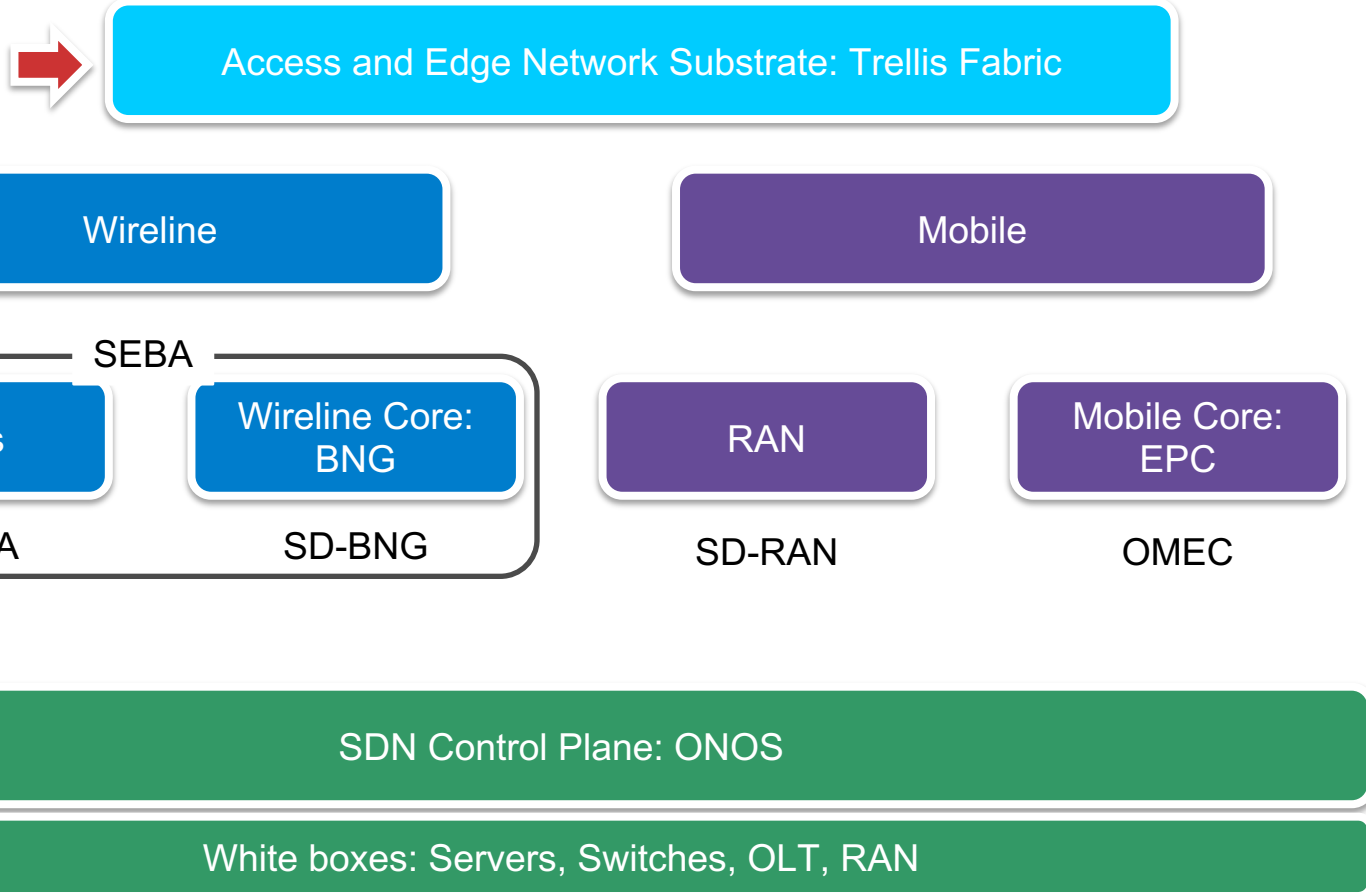 Access and Edge Network Substrate: Trellis Fabric
Wireline
Mobile
SEBA
s
Wireline Core:
BNG
RAN
Mobile Core:
EPC
A
SD-BNG
SD-RAN
OMEC
SDN Control Plane: ONOS
White boxes: Servers, Switches, OLT, RAN